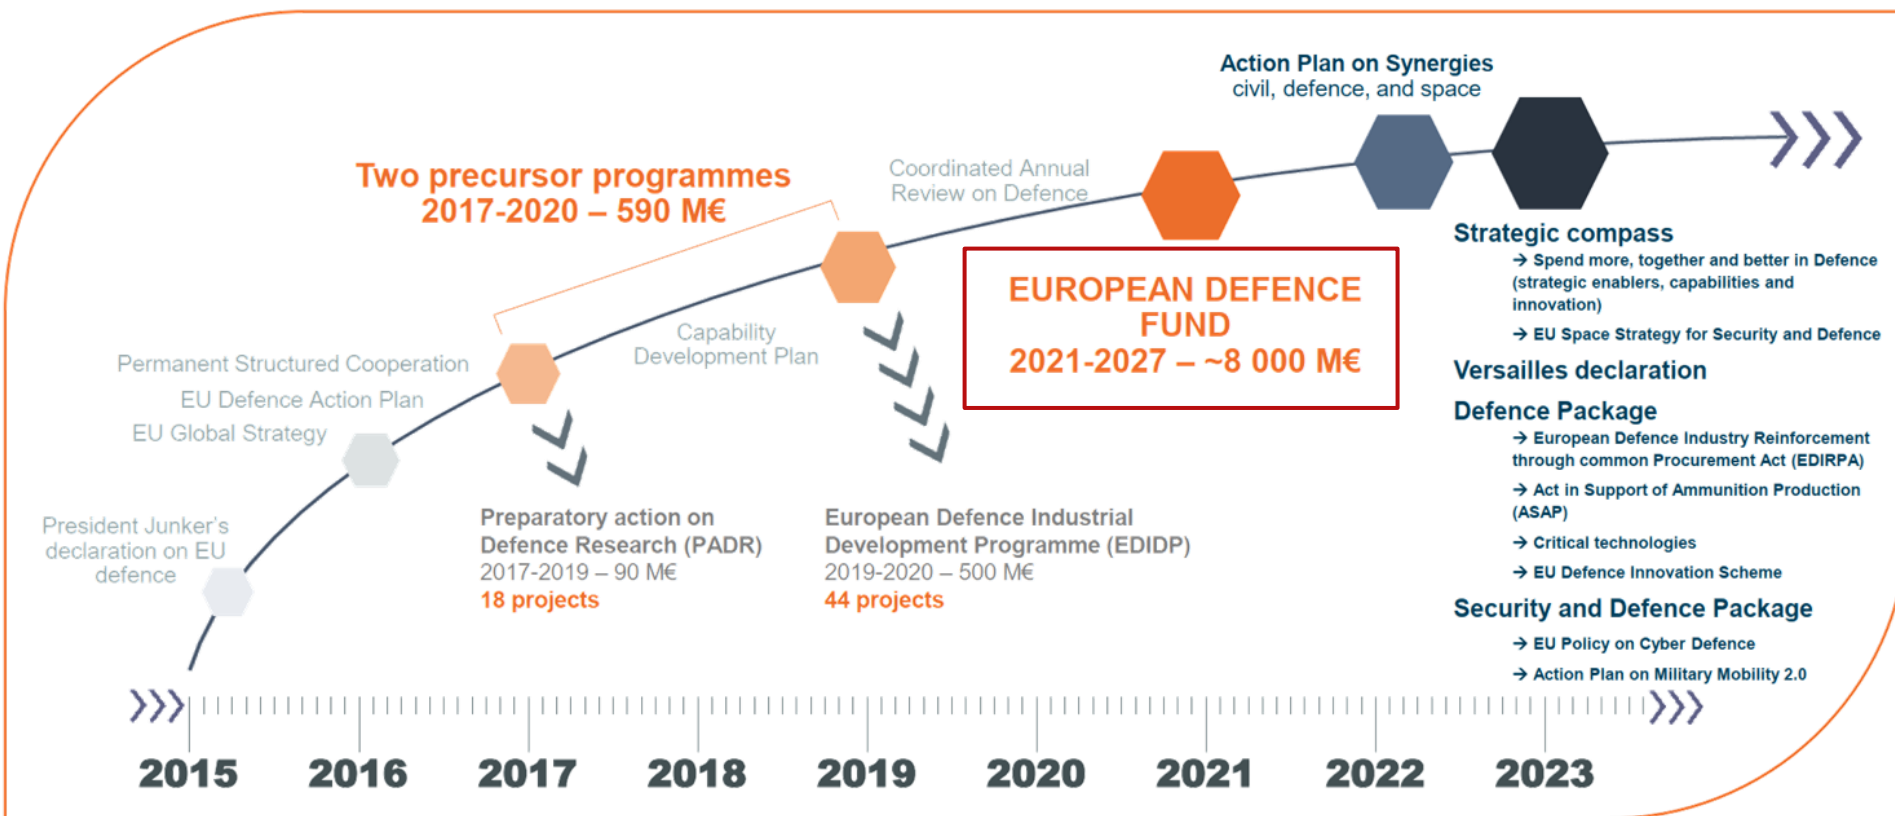 Action Plan on Synergies
civil, defence, and space
Two precursor programmes
2017-2020 – 590 M€
Coordinated Annual
Review on Defence
EUROPEAN DEFENCE
FUND
2021-2027 – ~8 000 M€
Capability
Development Plan
Permanent Structured Cooperation
EU Defence Action Plan
EU Global Strategy
President Junker's
declaration on EU
defence
Preparatory action on
Defence Research (PADR)
2017-2019 – 90 M€
18 projects
European Defence Industrial
Development Programme (EDIDP)
2019-2020 – 500 M€
44 projects
Strategic compass
→ Spend more, together and better in Defence
(strategic enablers, capabilities and
innovation)
→ EU Space Strategy for Security and Defence
Versailles declaration
Defence Package
→ European Defence Industry Reinforcement
through common Procurement Act (EDIRPA)
→ Act in Support of Ammunition Production
(ASAP)
→ Critical technologies
→ EU Defence Innovation Scheme
Security and Defence Package
→ EU Policy on Cyber Defence
→ Action Plan on Military Mobility 2.0
2015 2016 2017 2018 2019 2020 2021 2022 2023